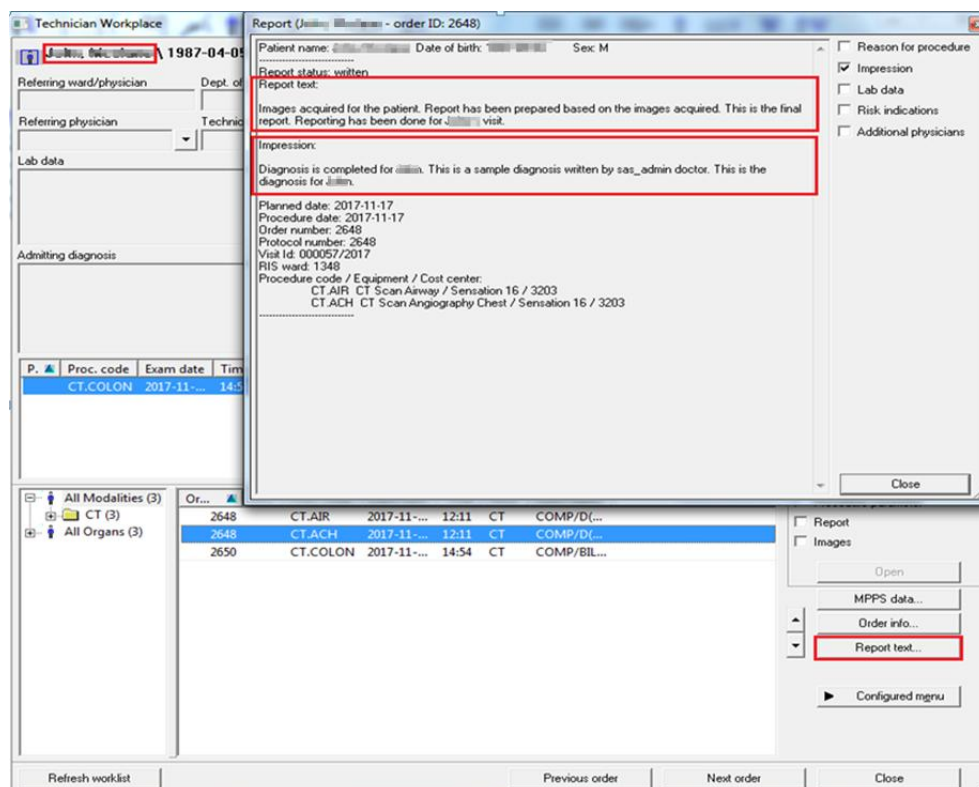 Technician Workplace
\ 1987-04-05
Referring ward/physician Dept. of
Referring physician Technic
Lab data
Admitting diagnosis
P. Proc. code Exam date Tim
CT.COLON 2017-11-... 14:5
Report ( - order ID: 2648)
Patient name: Date of birth: Sex: M
Report status: written
Report text:
Images acquired for the patient. Report has been prepared based on the images acquired. This is the final
report. Reporting has been done for visit.
Impression:
Diagnosis is completed for . This is a sample diagnosis written by sas_admin doctor. This is the
diagnosis for .
Planned date: 2017-11-17
Procedure date: 2017-11-17
Order number: 2648
Protocol number: 2648
Visit Id: 000057/2017
RIS ward: 1348
Procedure code / Equipment / Cost center:
CT.AIR CT Scan Airway / Sensation 16 / 3203
CT.ACH CT Scan Angiography Chest / Sensation 16 / 3203
Reason for procedure
Impression
Lab data
Risk indications
Additional physicians
Close
All Modalities (3)
CT (3)
All Organs (3)
Or...
2648 CT.AIR 2017-11-... 12:11 CT COMP/D(...
2648 CT.ACH 2017-11-... 12:11 CT COMP/D(...
2650 CT.COLON 2017-11-... 14:54 CT COMP/BIL...
Report
Images
Open
MPPS data...
Order info...
Report text...
Configured menu
Refresh worklist Previous order Next order Close